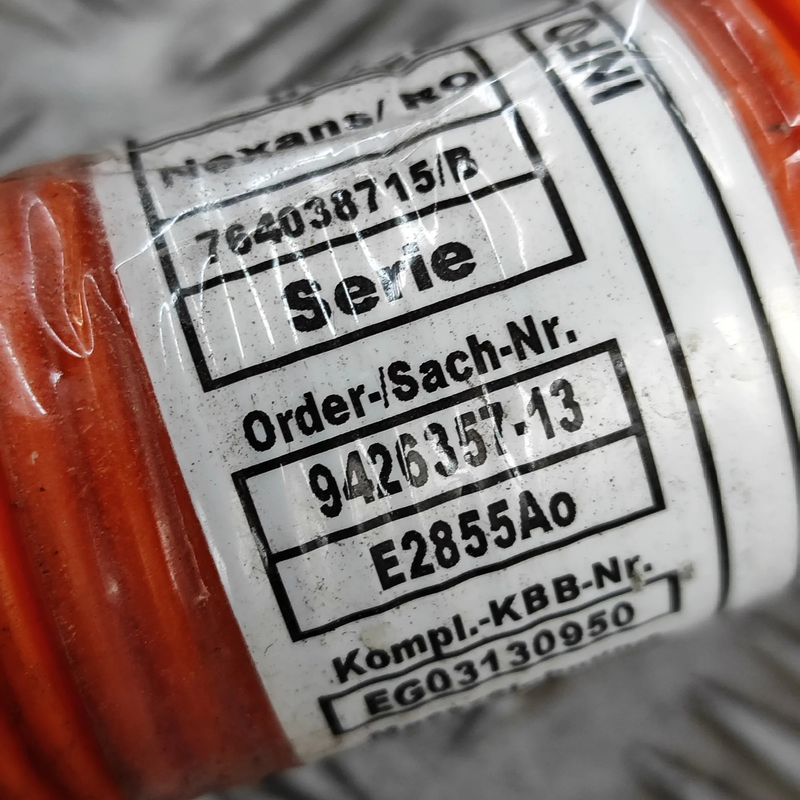 Nexans/ RO
764038715/B
Serie
Order-/Sach-Nr.
9426357-13
E2855Ao
Kompl.-KBB-Nr.
EG03130950
INFO